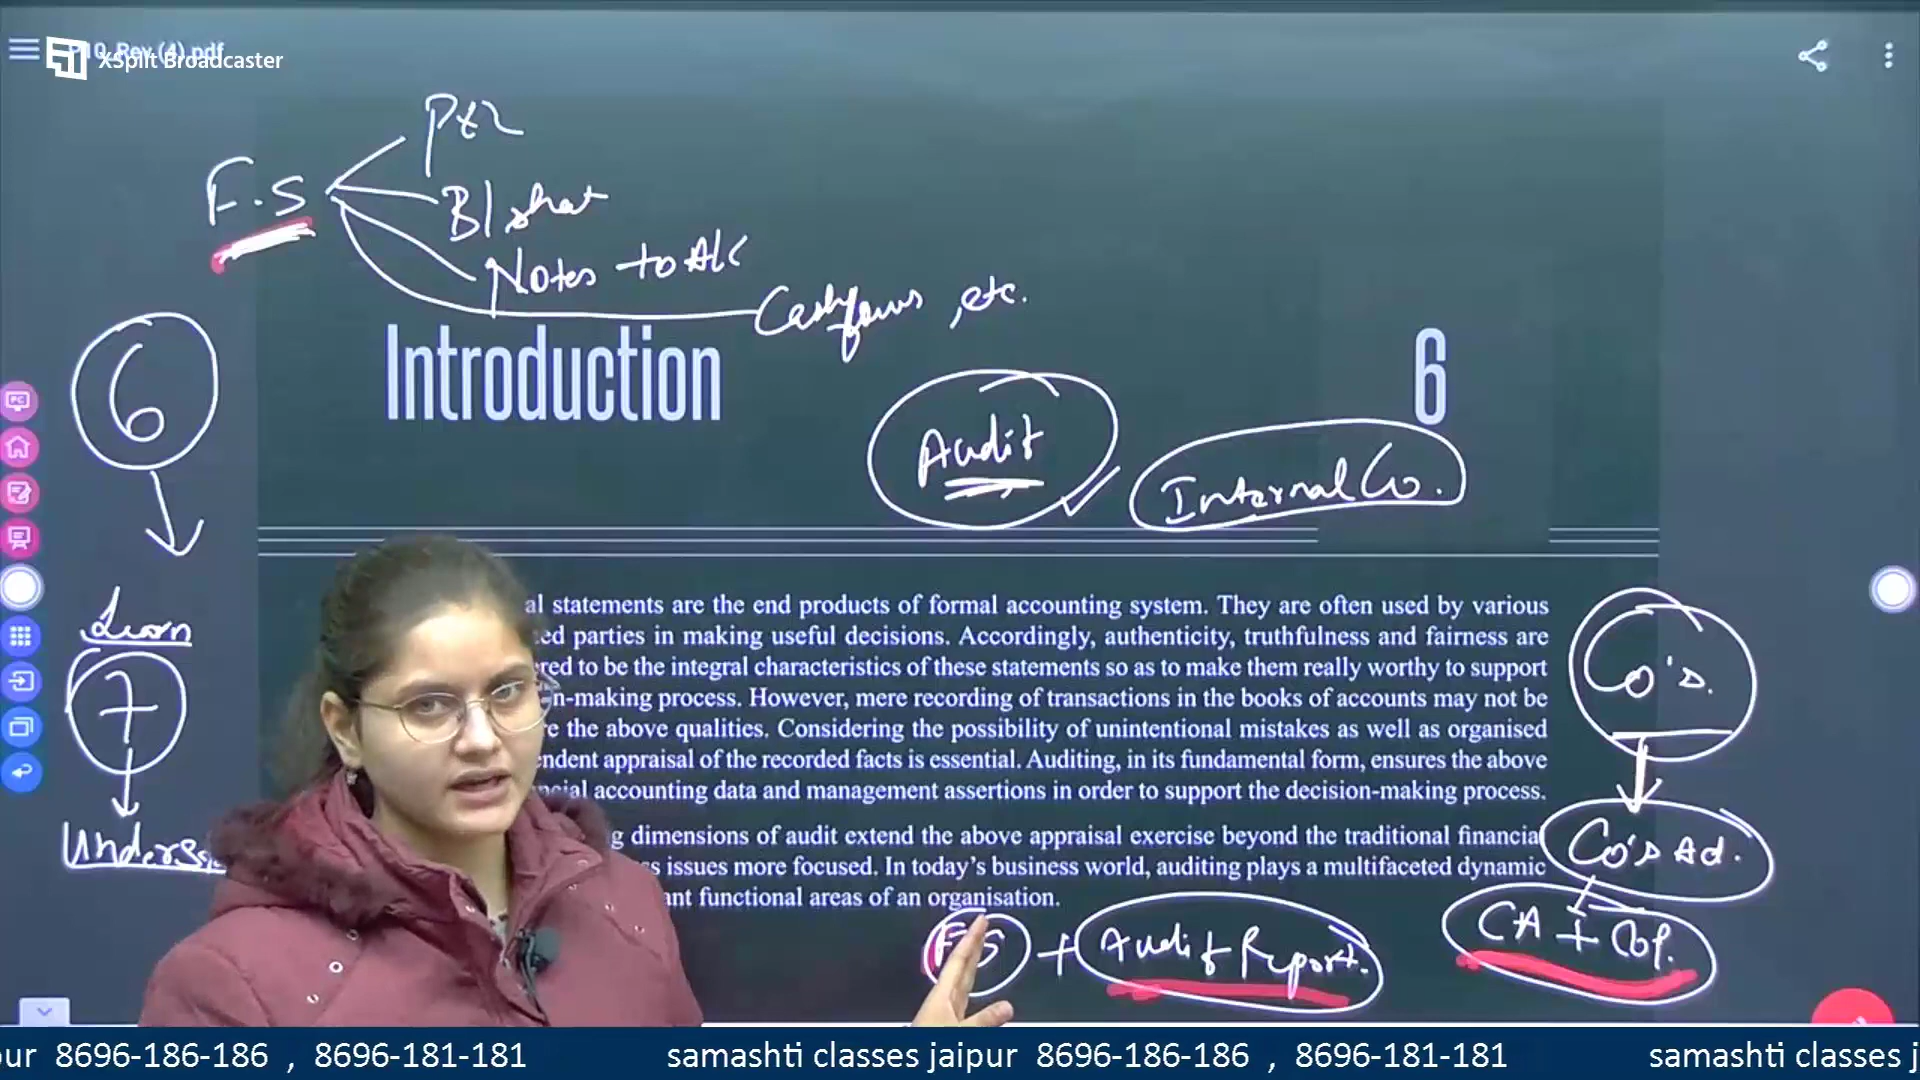 XSplit Broadcaster
P&L
F.S
B/sheet
Notes to A/c
Cashflows, etc.
Introduction 6
6
Audit
Internal Co.
Learn
7
al statements are the end products of formal accounting system. They are often used by various
ed parties in making useful decisions. Accordingly, authenticity, truthfulness and fairness are
red to be the integral characteristics of these statements so as to make them really worthy to support
n-making process. However, mere recording of transactions in the books of accounts may not be
e the above qualities. Considering the possibility of unintentional mistakes as well as organised
endent appraisal of the recorded facts is essential. Auditing, in its fundamental form, ensures the above
ncial accounting data and management assertions in order to support the decision-making process.
Co's.
g dimensions of audit extend the above appraisal exercise beyond the traditional financia
s issues more focused. In today's business world, auditing plays a multifaceted dynamic
ant functional areas of an organisation.
Co's Ad.
FS + Audit Report.
CA +
ur 8696-186-186 , 8696-181-181 samashti classes jaipur 8696-186-186 , 8696-181-181 samashti classes j